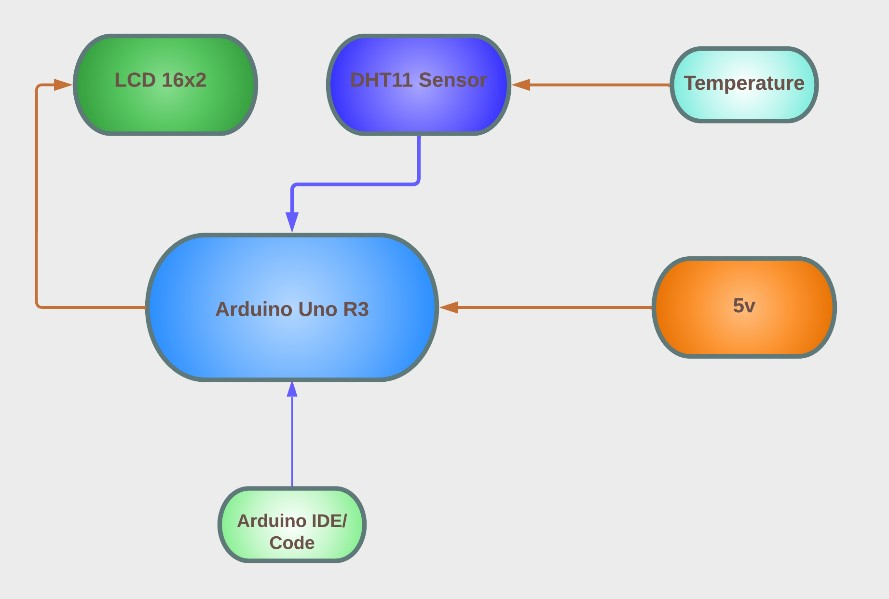 LCD 16x2
DHT11 Sensor
Temperature
Arduino Uno R3
5v
Arduino IDE/
Code